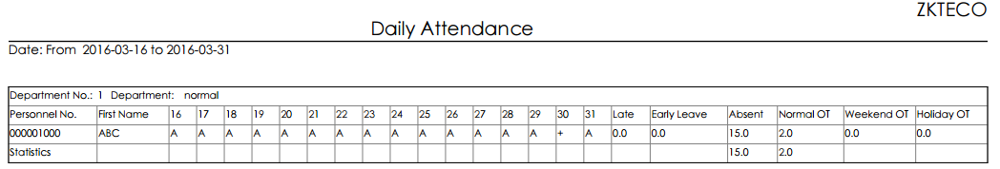 ZKTECO
Daily Attendance
Date: From 2016-03-16 to 2016-03-31
Department No.: 1 Department: normal
Personnel No. First Name 16 17 18 19 20 21 22 23 24 25 26 27 28 29 30 31 Late Early Leave Absent Normal OT Weekend OT Holiday OT
000001000 ABC A A A A A A A A A A A A A A + A 0.0 0.0 15.0 2.0 0.0 0.0
Statistics 15.0 2.0